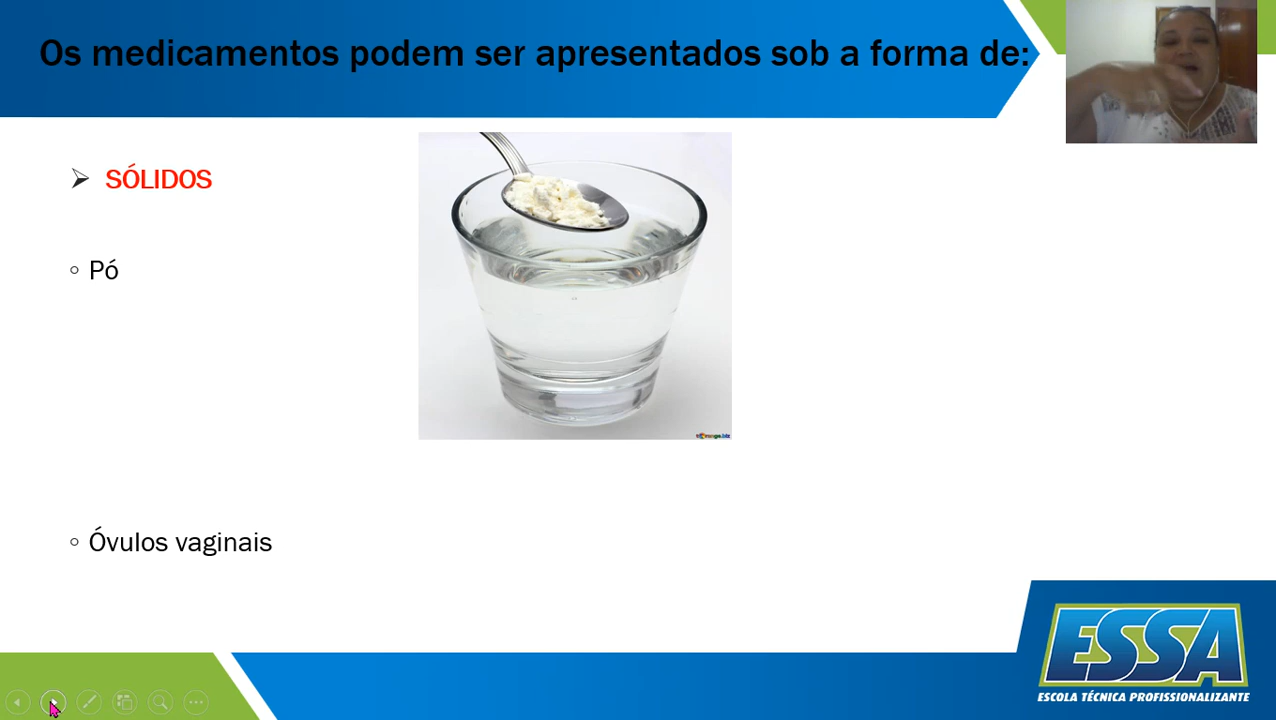 Os medicamentos podem ser apresentados sob a forma de:
SÓLIDOS
Pó
Óvulos vaginais
ESSA
ESCOLA TÉCNICA PROFISSIONALIZANTE